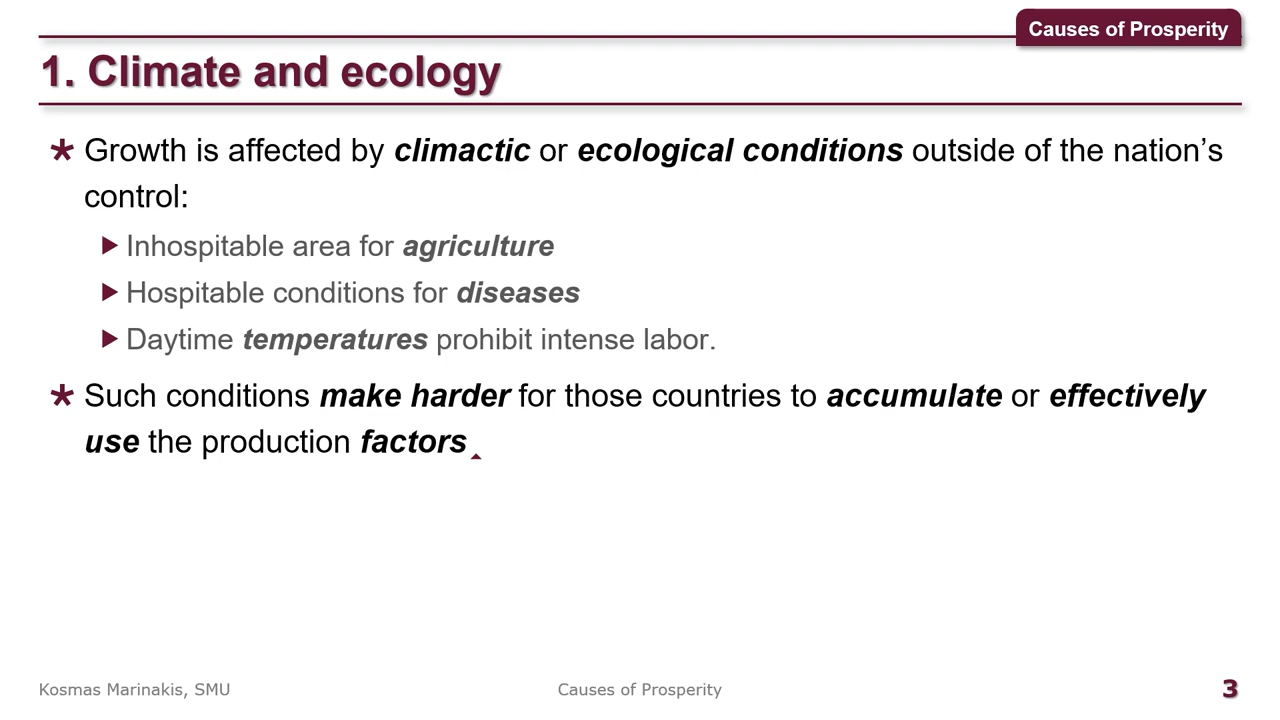 Causes of Prosperity
1. Climate and ecology
Growth is affected by climactic or ecological conditions outside of the nation’s
control:
Inhospitable area for agriculture
Hospitable conditions for diseases
Daytime temperatures prohibit intense labor.
Such conditions make harder for those countries to accumulate or effectively
use the production factors
Kosmas Marinakis, SMU
Causes of Prosperity
3